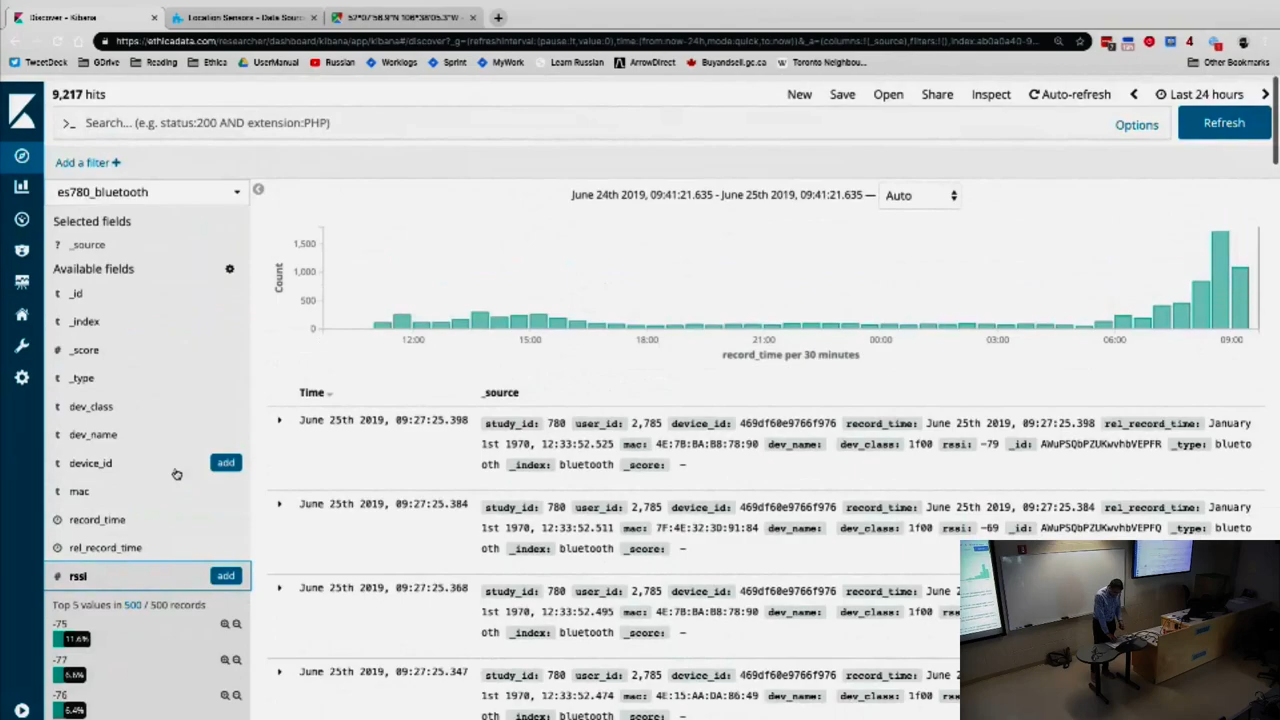 Discover - Kibana
Location Sensors - Data Sourc
52°07'58.9"N 106°38'05.3"W -
https://ethicadata.com/researcher/dashboard/kibana/app/kibana#/discover?_g=(refreshInterval:(pause:!t,value:0),time:(from:now-24h,mode:quick,to:now))&_a=(columns:!(_source),filters:!(),index:ab0a0a40-9...
TweetDeck GDrive Reading Ethica UserManual Russian Worklogs Sprint MyWork Learn Russian ArrowDirect Buyandsell.gc.ca Toronto Neighbou... Other Bookmarks
9,217 hits
New Save Open Share Inspect Auto-refresh Last 24 hours
>_ Search... (e.g. status:200 AND extension:PHP)
Options
Refresh
Add a filter +
es780_bluetooth
June 24th 2019, 09:41:21.635 - June 25th 2019, 09:41:21.635 —
Auto
Selected fields
? _source
Available fields
t _id
t _index
# _score
t _type
t dev_class
t dev_name
t device_id
add
t mac
record_time
rel_record_time
# rssi
add
Top 5 values in 500 / 500 records
-75
11.6%
-77
6.6%
-76
6.4%
Count
1,500
1,000
500
0
12:00 15:00 18:00 21:00 00:00 03:00 06:00 09:00
record_time per 30 minutes
Time _source
June 25th 2019, 09:27:25.398
study_id: 780 user_id: 2,785 device_id: 469df60e9766f976 record_time: June 25th 2019, 09:27:25.398 rel_record_time: January
1st 1970, 12:33:52.525 mac: 4E:7B:BA:B8:78:90 dev_name: dev_class: 1f00 rssi: -79 _id: AWuPSQbPZUKwvhbVEPFR _type: blueto
oth _index: bluetooth _score: -
June 25th 2019, 09:27:25.384
study_id: 780 user_id: 2,785 device_id: 469df60e9766f976 record_time: June 25th 2019, 09:27:25.384 rel_record_time: January
1st 1970, 12:33:52.511 mac: 7F:4E:32:3D:91:84 dev_name: dev_class: 1f00 rssi: -69 _id: AWuPSQbPZUKwvhbVEPFQ _type: blueto
oth _index: bluetooth _score: -
June 25th 2019, 09:27:25.368
study_id: 780 user_id: 2,785 device_id: 469df60e9766f976 record_time: June 2
1st 1970, 12:33:52.495 mac: 4E:7B:BA:B8:78:90 dev_name: dev_class: 1f00
oth _index: bluetooth _score: -
June 25th 2019, 09:27:25.347
study_id: 780 user_id: 2,785 device_id: 469df60e9766f976 record_time: June 2
1st 1970, 12:33:52.474 mac: 4E:15:AA:DA:86:49 dev_name: dev_class: 1f00
oth _index: bluetooth _score: -